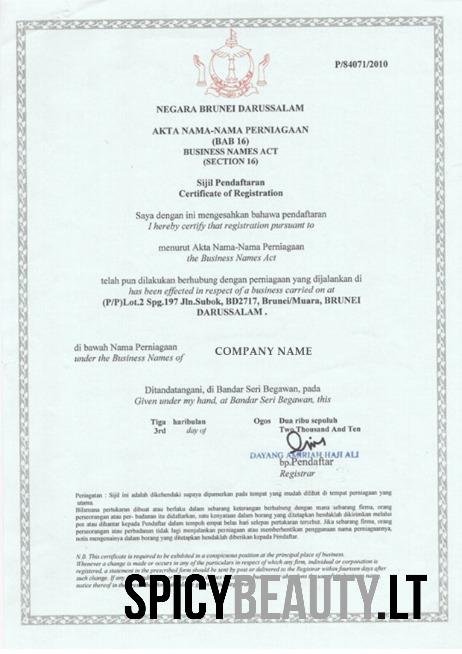 P/84071/2010
NEGARA BRUNEI DARUSSALAM
AKTA NAMA-NAMA PERNIAGAAN
(BAB 16)
BUSINESS NAMES ACT
(SECTION 16)
Sijil Pendaftaran
Certificate of Registration
Saya dengan ini mengesahkan bahawa pendaftaran
I hereby certify that registration pursuant to
menurut Akta Nama-Nama Perniagaan
the Business Names Act
telah pun dilakukan berhubung dengan perniagaan yang dijalankan di
has been effected in respect of a business carried on at
(P/P)Lot.2 Spg.197 Jln.Subok, BD2717, Brunei/Muara, BRUNEI
DARUSSALAM .
di bawah Nama Perniagaan
under the Business Names of
COMPANY NAME
Ditandatangani, di Bandar Seri Begawan, pada
Given under my hand, at Bandar Seri Begawan, this
Tiga haribulan Ogos Dua ribu sepuluh
3rd day of Two Thousand And Ten
DAYANG AMIRIAH HAJI ALI
bp.Pendaftar
Registrar
Peringatan : Sijil ini adalah dikehendaki supaya dipamerkan pada tempat yang mudah dilihat di tempat perniagaan yang
utama.
Bilamana pertukaran dibuat atau berlaku dalam sebarang keterangan berhubung dengan mana sebarang firma, orang
perseorangan atau per- badanan itu didaftarkan, satu kenyataan dalam borang yang ditetapkan hendaklah dikirimkan melalui
pos atau dihantar kepada Pendaftar dalam tempoh empat belas hari selepas pertukaran tersebut. Jika sebarang firma, orang
perseorangan atau perbadanan tidak lagi menjalankan perniagaan atau memberhentikan penggunaan nama perniagaannya,
notis mengenainya dalam borang yang ditetapkan hendaklah diberikan kepada Pendaftar.
N.B. This certificate is required to be exhibited in a conspicuous position at the principal place of business.
Whenever a change is made or occurs in any of the particulars in respect of which any firm, individual or corporation is
registered, a statement in the prescribed form should be sent by post or delivered to the Registrar within fourteen days after
such change. If any
notice thereof in the
SPICYBEAUTY.LT